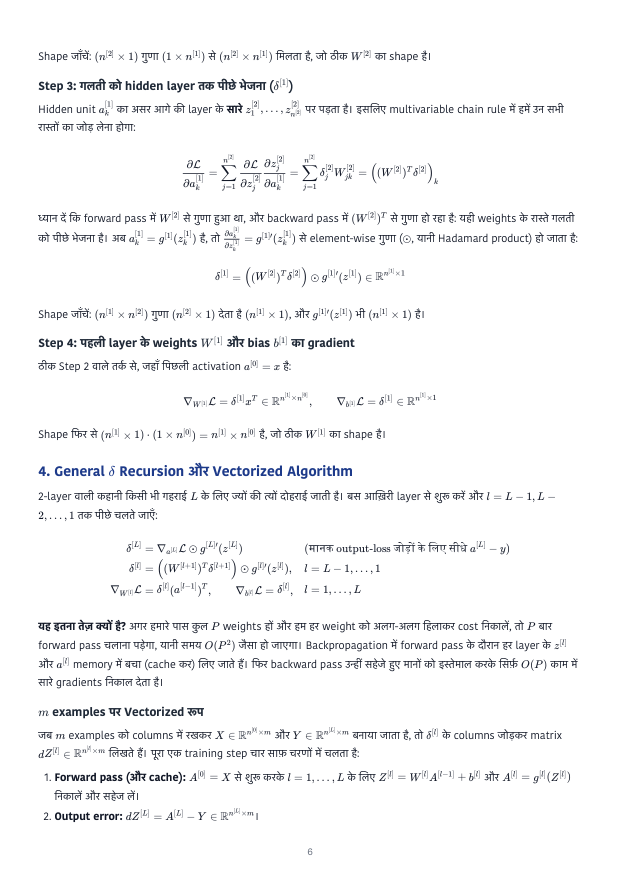 Shape जाँचें: $(n^{[2]} \times 1)$ गुणा $(1 \times n^{[1]})$ से $(n^{[2]} \times n^{[1]})$ मिलता है, जो ठीक $W^{[2]}$ का shape है।
Step 3: गलती को hidden layer तक पीछे भेजना ($\delta^{[1]}$)
Hidden unit $a_k^{[1]}$ का असर आगे की layer के सारे $z_1^{[2]}, \ldots, z_{n^{[2]}}^{[2]}$ पर पड़ता है। इसलिए multivariable chain rule में हमें उन सभी
रास्तों का जोड़ लेना होगा:
$\frac{\partial \mathcal{L}}{\partial a_k^{[1]}} = \sum_{j=1}^{n^{[2]}} \frac{\partial \mathcal{L}}{\partial z_j^{[2]}} \frac{\partial z_j^{[2]}}{\partial a_k^{[1]}} = \sum_{j=1}^{n^{[2]}} \delta_j^{[2]} W_{jk}^{[2]} = \left( (W^{[2]})^T \delta^{[2]} \right)_k$
ध्यान दें कि forward pass में $W^{[2]}$ से गुणा हुआ था, और backward pass में $(W^{[2]})^T$ से गुणा हो रहा है: यही weights के रास्ते गलती
को पीछे भेजना है। अब $a_k^{[1]} = g^{[1]}(z_k^{[1]})$ है, तो $\frac{\partial a_k^{[1]}}{\partial z_k^{[1]}} = g^{[1]\prime}(z_k^{[1]})$ से element-wise गुणा ($\odot$, यानी Hadamard product) हो जाता है:
$\delta^{[1]} = \left( (W^{[2]})^T \delta^{[2]} \right) \odot g^{[1]\prime}(z^{[1]}) \in \mathbb{R}^{n^{[1]} \times 1}$
Shape जाँचें: $(n^{[1]} \times n^{[2]})$ गुणा $(n^{[2]} \times 1)$ देता है $(n^{[1]} \times 1)$, और $g^{[1]\prime}(z^{[1]})$ भी $(n^{[1]} \times 1)$ है।
Step 4: पहली layer के weights $W^{[1]}$ और bias $b^{[1]}$ का gradient
ठीक Step 2 वाले तर्क से, जहाँ पिछली activation $a^{[0]} = x$ है:
$\nabla_{W^{[1]}} \mathcal{L} = \delta^{[1]} x^T \in \mathbb{R}^{n^{[1]} \times n^{[0]}}, \qquad \nabla_{b^{[1]}} \mathcal{L} = \delta^{[1]} \in \mathbb{R}^{n^{[1]} \times 1}$
Shape फिर से $(n^{[1]} \times 1) \cdot (1 \times n^{[0]}) = n^{[1]} \times n^{[0]}$ है, जो ठीक $W^{[1]}$ का shape है।
4. General $\delta$ Recursion और Vectorized Algorithm
2-layer वाली कहानी किसी भी गहराई $L$ के लिए ज्यों की त्यों दोहराई जाती है। बस आख़िरी layer से शुरू करें और $l = L-1, L-$
$2, \ldots, 1$ तक पीछे चलते जाएँ:
$\delta^{[L]} = \nabla_{a^{[L]}} \mathcal{L} \odot g^{[L]\prime}(z^{[L]})$ (मानक output-loss जोड़ों के लिए सीधे $a^{[L]} - y$)
$\delta^{[l]} = \left( (W^{[l+1]})^T \delta^{[l+1]} \right) \odot g^{[l]\prime}(z^{[l]}), \quad l = L-1, \ldots, 1$
$\nabla_{W^{[l]}} \mathcal{L} = \delta^{[l]} (a^{[l-1]})^T, \qquad \nabla_{b^{[l]}} \mathcal{L} = \delta^{[l]}, \quad l = 1, \ldots, L$
यह इतना तेज़ क्यों है? अगर हमारे पास कुल $P$ weights हों और हम हर weight को अलग-अलग हिलाकर cost निकालें, तो $P$ बार
forward pass चलाना पड़ेगा, यानी समय $O(P^2)$ जैसा हो जाएगा। Backpropagation में forward pass के दौरान हर layer के $z^{[l]}$
और $a^{[l]}$ memory में बचा (cache कर) लिए जाते हैं। फिर backward pass उन्हीं सहेजे हुए मानों को इस्तेमाल करके सिर्फ़ $O(P)$ काम में
सारे gradients निकाल देता है।
$m$ examples पर Vectorized रूप
जब $m$ examples को columns में रखकर $X \in \mathbb{R}^{n^{[0]} \times m}$ और $Y \in \mathbb{R}^{n^{[L]} \times m}$ बनाया जाता है, तो $\delta^{[l]}$ के columns जोड़कर matrix
$dZ^{[l]} \in \mathbb{R}^{n^{[l]} \times m}$ लिखते हैं। पूरा एक training step चार साफ़ चरणों में चलता है:
1. Forward pass (और cache): $A^{[0]} = X$ से शुरू करके $l = 1, \ldots, L$ के लिए $Z^{[l]} = W^{[l]} A^{[l-1]} + b^{[l]}$ और $A^{[l]} = g^{[l]}(Z^{[l]})$
निकालें और सहेज लें।
2. Output error: $dZ^{[L]} = A^{[L]} - Y \in \mathbb{R}^{n^{[L]} \times m}$।
6